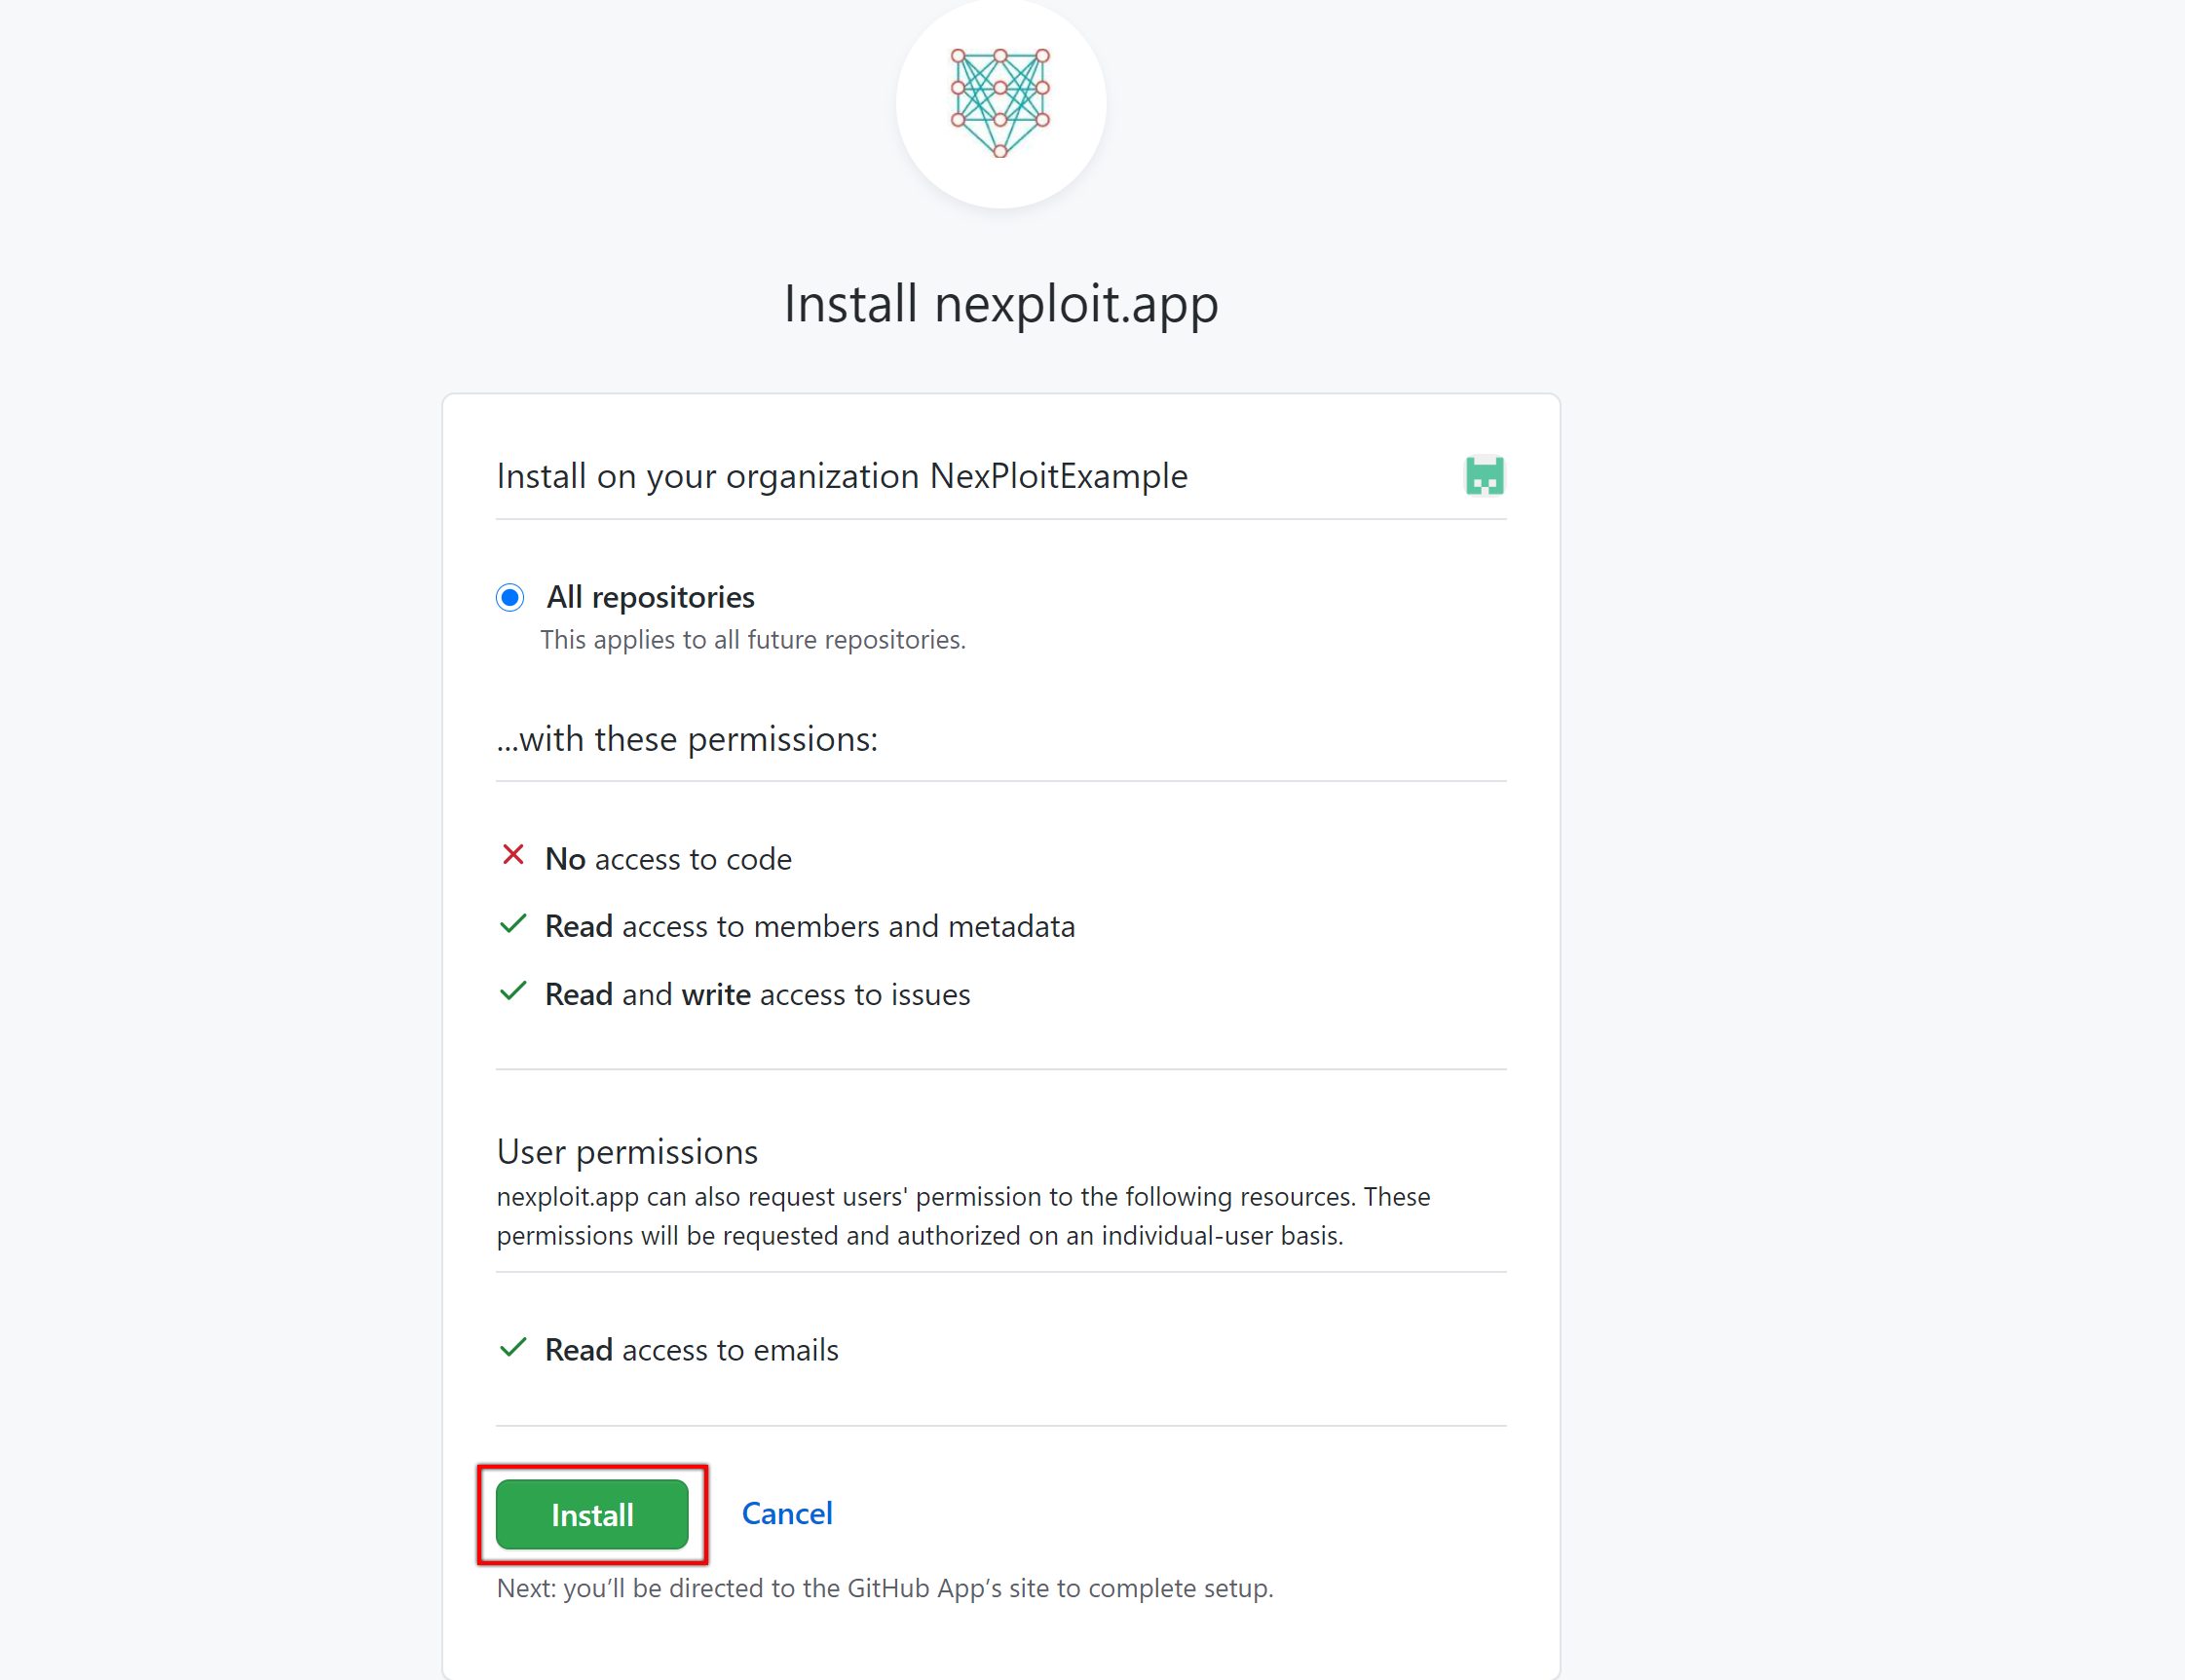 Install nexploit.app
Install on your organization NexPloitExample
All repositories
This applies to all future repositories.
...with these permissions:
No access to code
Read access to members and metadata
Read and write access to issues
User permissions
nexploit.app can also request users' permission to the following resources. These
permissions will be requested and authorized on an individual-user basis.
Read access to emails
Install Cancel
Next: you’ll be directed to the GitHub App’s site to complete setup.